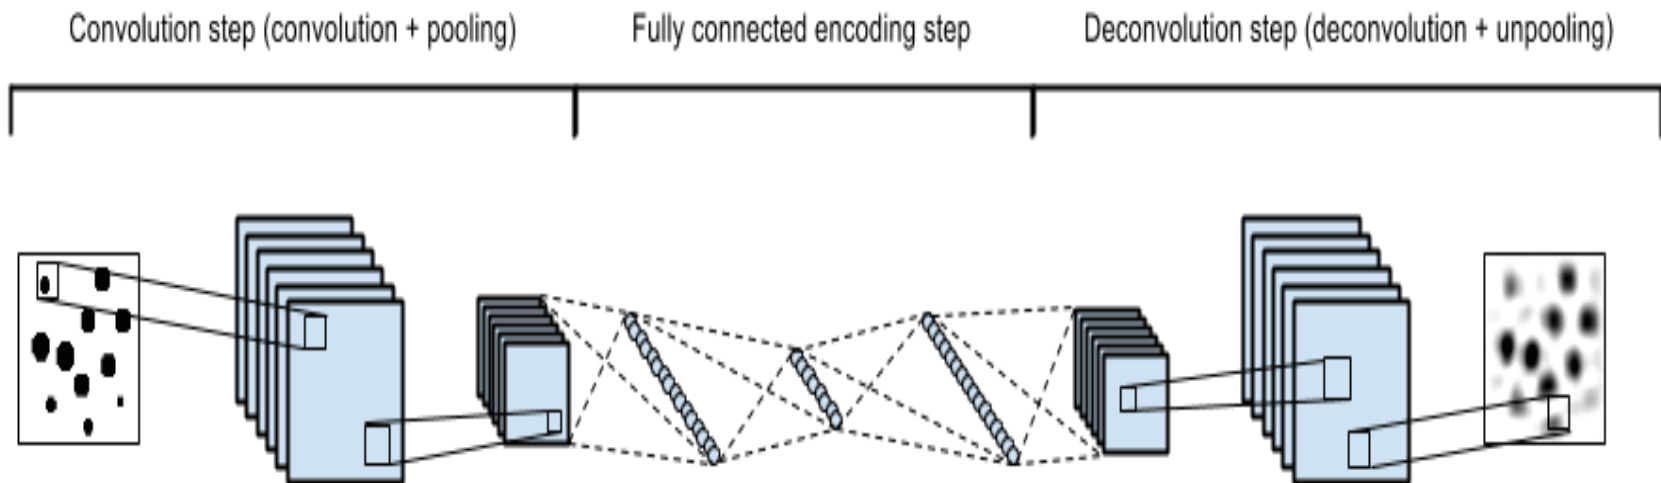 Convolution step (convolution + pooling)
Fully connected encoding step
Deconvolution step (deconvolution + unpooling)